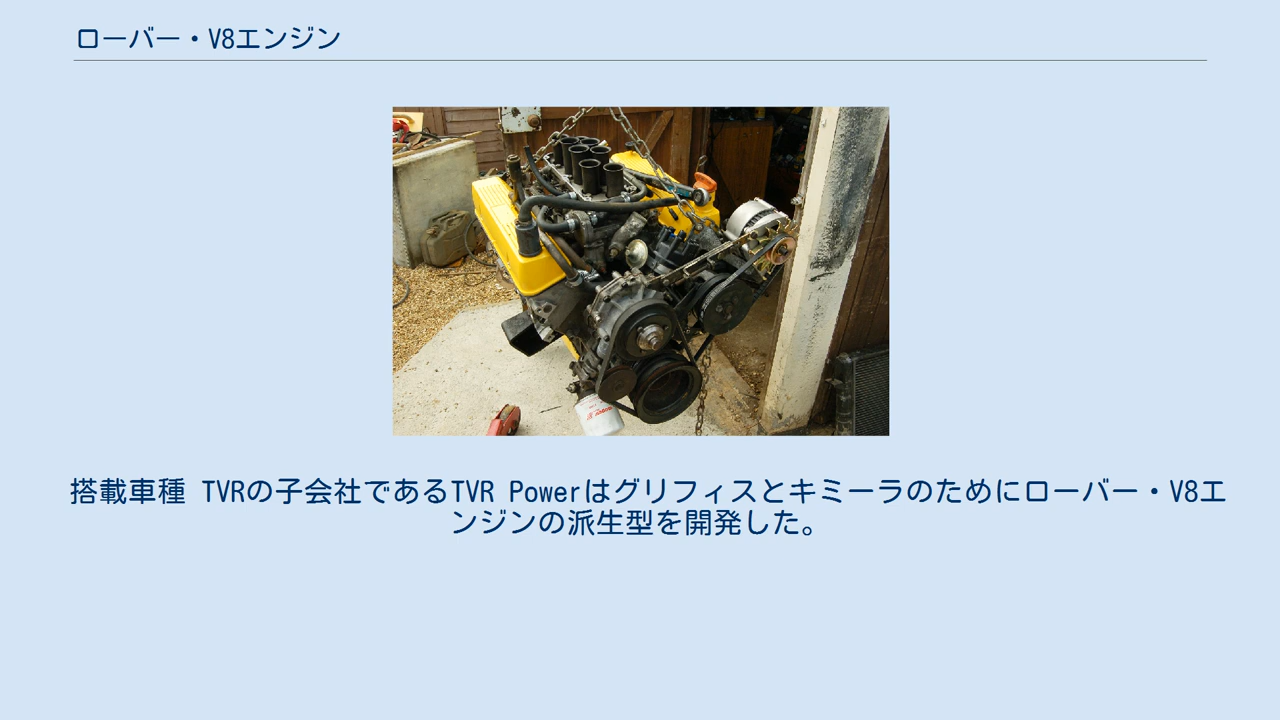 ローバー・V8エンジン
搭載車種 TVRの子会社であるTVR Powerはグリフィスとキミーラのためにローバー・V8エ
ンジンの派生型を開発した。